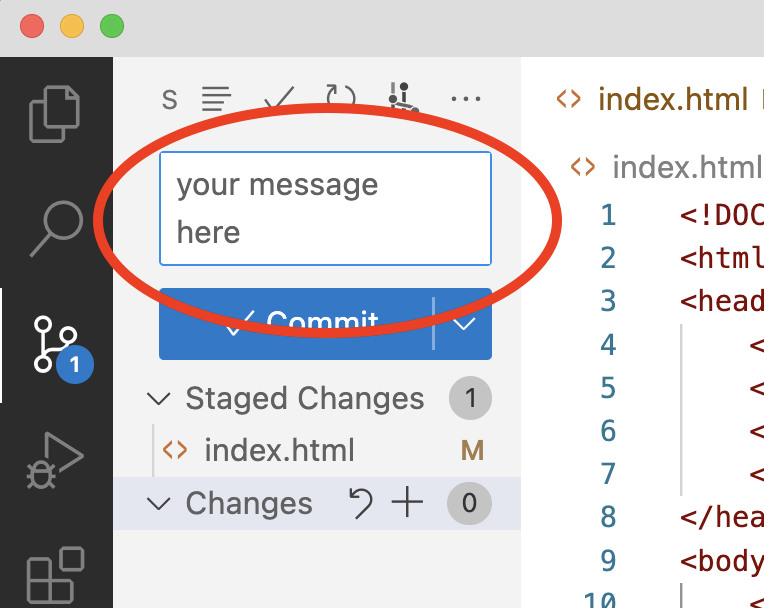 S
index.html
your message
here
Commit
Staged Changes 1
index.html M
Changes 0
1
index.html
1 <!DOC
2 <html
3 <head
4 <
5 <
6 <
7 <
8 </hea
9 <body
10 <